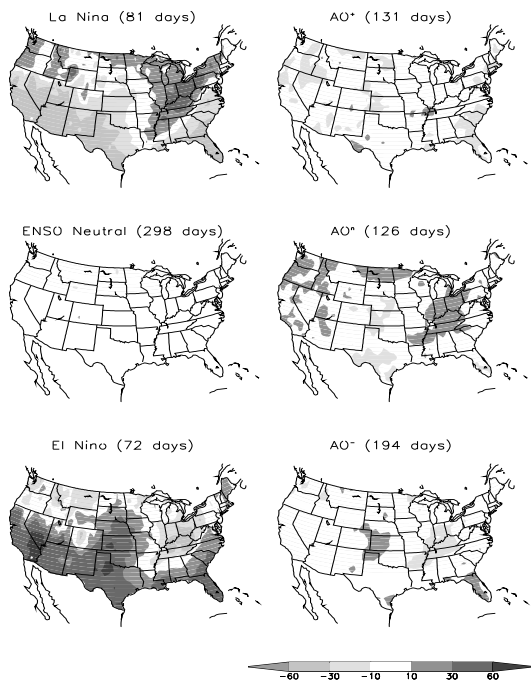 La Nina (81 days)
AO⁺ (131 days)
ENSO Neutral (298 days)
AOⁿ (126 days)
El Nino (72 days)
AO⁻ (194 days)
-60 -30 -10 10 30 60